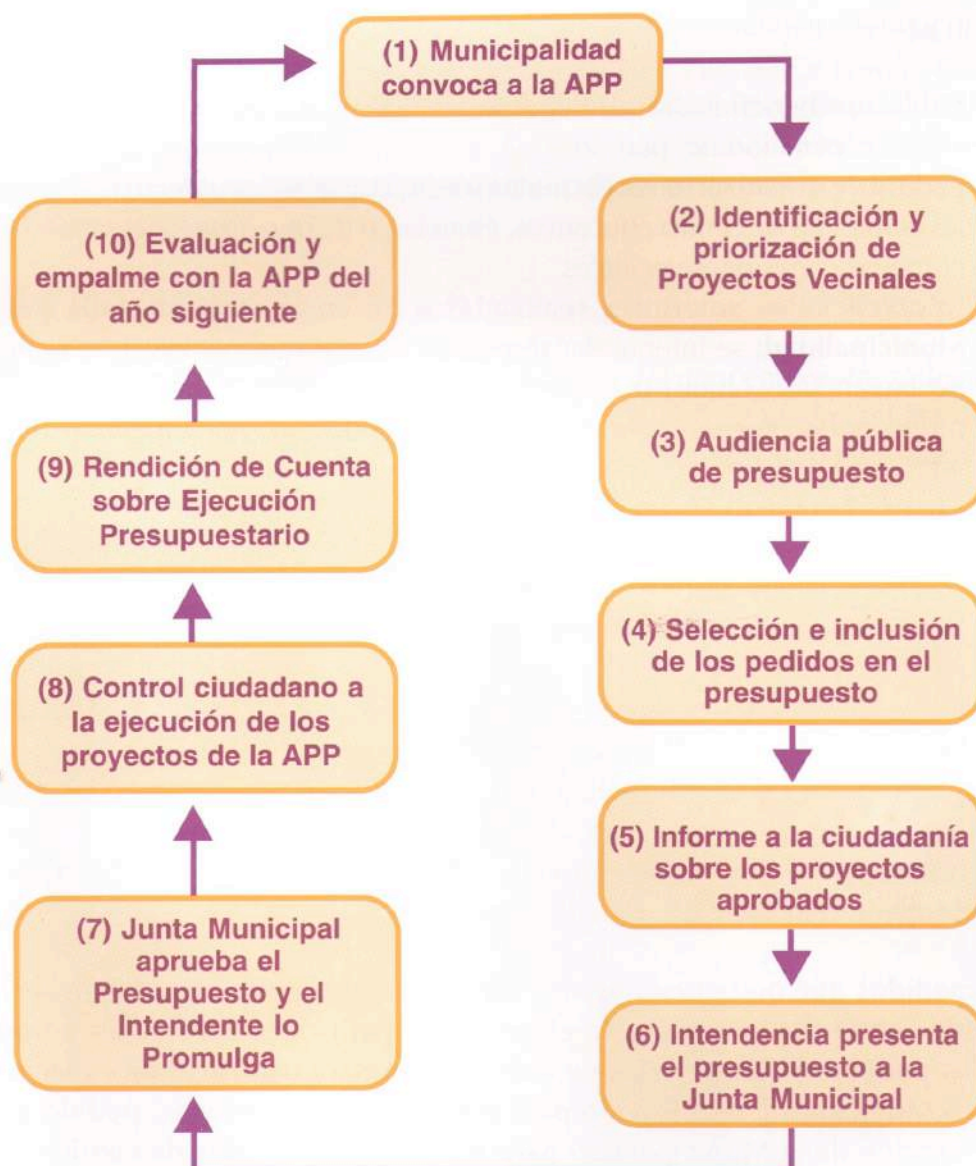 (1) Municipalidad
convoca a la APP
(2) Identificación y
priorización de
Proyectos Vecinales
(3) Audiencia pública
de presupuesto
(4) Selección e inclusión
de los pedidos en el
presupuesto
(5) Informe a la ciudadanía
sobre los proyectos
aprobados
(6) Intendencia presenta
el presupuesto a la
Junta Municipal
(7) Junta Municipal
aprueba el
Presupuesto y el
Intendente lo
Promulga
(8) Control ciudadano a
la ejecución de los
proyectos de la APP
(9) Rendición de Cuenta
sobre Ejecución
Presupuestario
(10) Evaluación y
empalme con la APP del
año siguiente